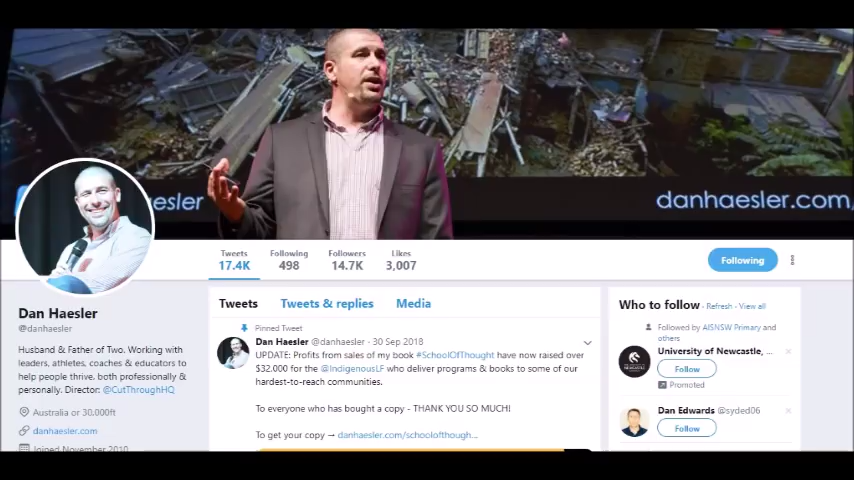 esler
danhaesler.com
Tweets Following Followers Likes
17.4K 498 14.7K 3,007
Following
Dan Haesler
@danhaesler
Husband & Father of Two. Working with
leaders, athletes, coaches & educators to
help people thrive, both professionally &
personally. Director: @CutThroughHQ
Australia or 30,000ft
danhaesler.com
Joined November 2010
Tweets Tweets & replies Media
Pinned Tweet
Dan Haesler @danhaesler - 30 Sep 2018
UPDATE: Profits from sales of my book #SchoolOfThought have now raised over
$32,000 for the @IndigenousLF who deliver programs & books to some of our
hardest-to-reach communities.
To everyone who has bought a copy - THANK YOU SO MUCH!
To get your copy → danhaesler.com/schoolofthough...
Who to follow - Refresh - View all
Followed by AISNSW Primary and
others
University of Newcastle, ...
Follow
Promoted
Dan Edwards @syded06
Follow